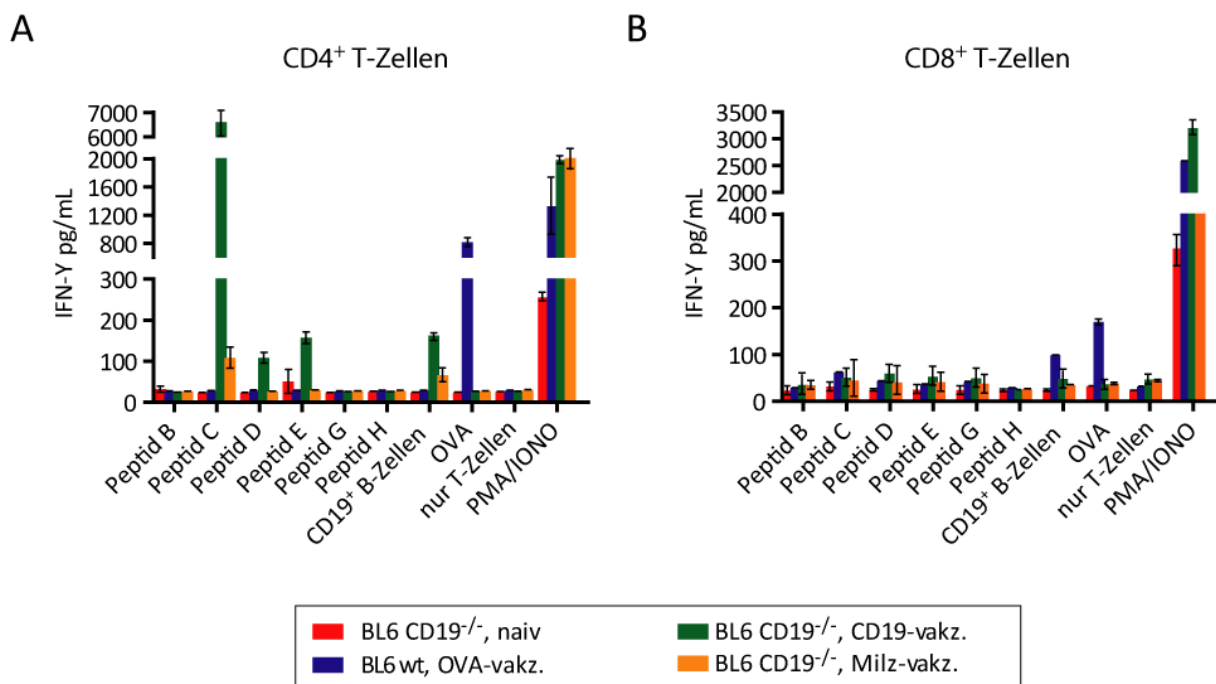 A
CD4⁺ T-Zellen
IFN-Y pg/mL
7000
6000
2000
1600
1200
800
300
200
100
0
Peptid B
Peptid C
Peptid D
Peptid E
Peptid G
Peptid H
CD19⁺ B-Zellen
OVA
nur T-Zellen
PMA/IONO
B
CD8⁺ T-Zellen
IFN-Y pg/mL
3500
3000
2500
2000
400
300
200
100
0
Peptid B
Peptid C
Peptid D
Peptid E
Peptid G
Peptid H
CD19⁺ B-Zellen
OVA
nur T-Zellen
PMA/IONO
BL6 CD19⁻/⁻, naiv
BL6 wt, OVA-vakz.
BL6 CD19⁻/⁻, CD19-vakz.
BL6 CD19⁻/⁻, Milz-vakz.